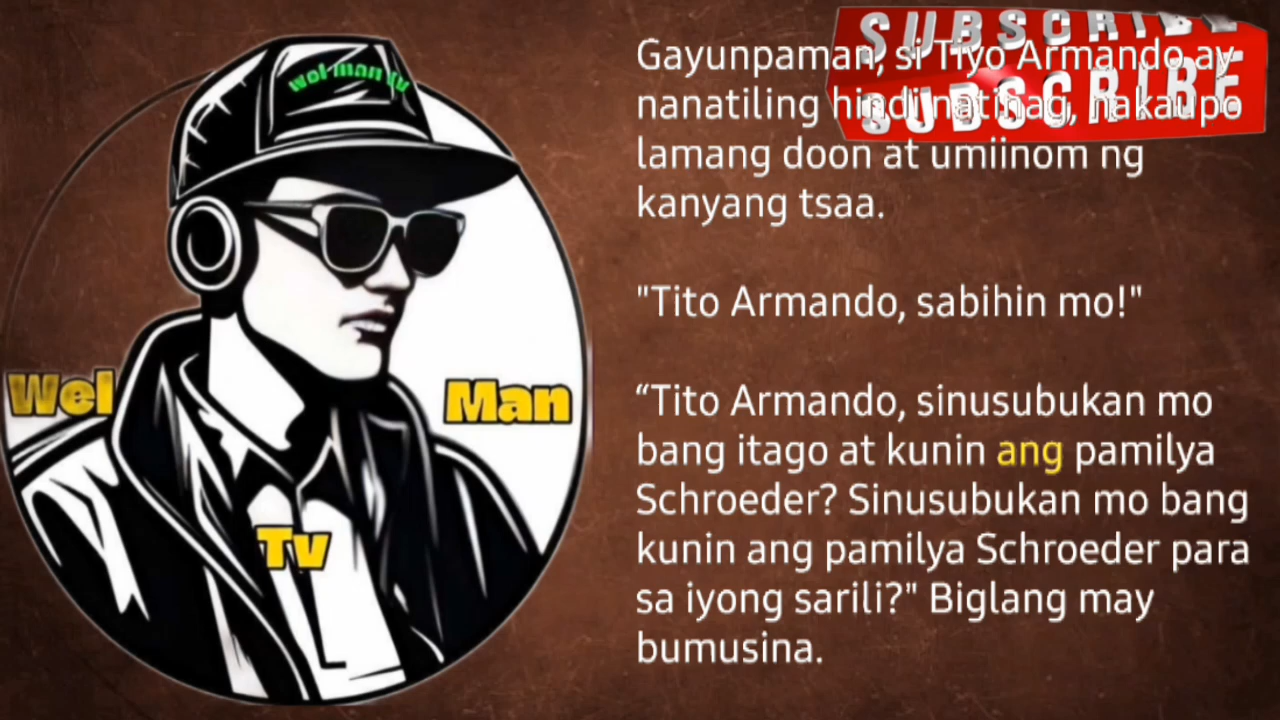 wel man tv
Wel
Man
Tv
SUBSCRIBE
SUBSCRIBE
Gayunpaman, si Tiyo Armando ay
nanatiling hindi natinag, nakaupo
lamang doon at umiinom ng
kanyang tsaa.
"Tito Armando, sabihin mo!"
“Tito Armando, sinusubukan mo
bang itago at kunin ang pamilya
Schroeder? Sinusubukan mo bang
kunin ang pamilya Schroeder para
sa iyong sarili?" Biglang may
bumusina.